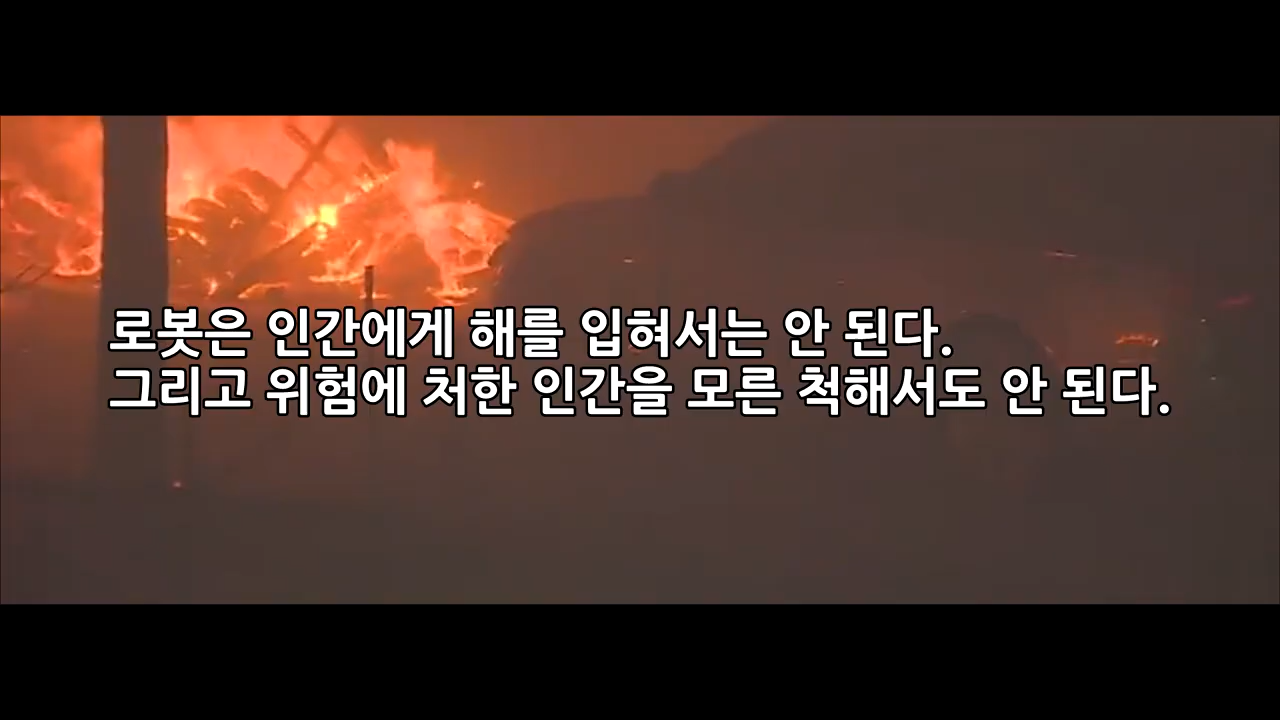 로봇은 인간에게 해를 입혀서는 안 된다.
그리고 위험에 처한 인간을 모른 척해서도 안 된다.